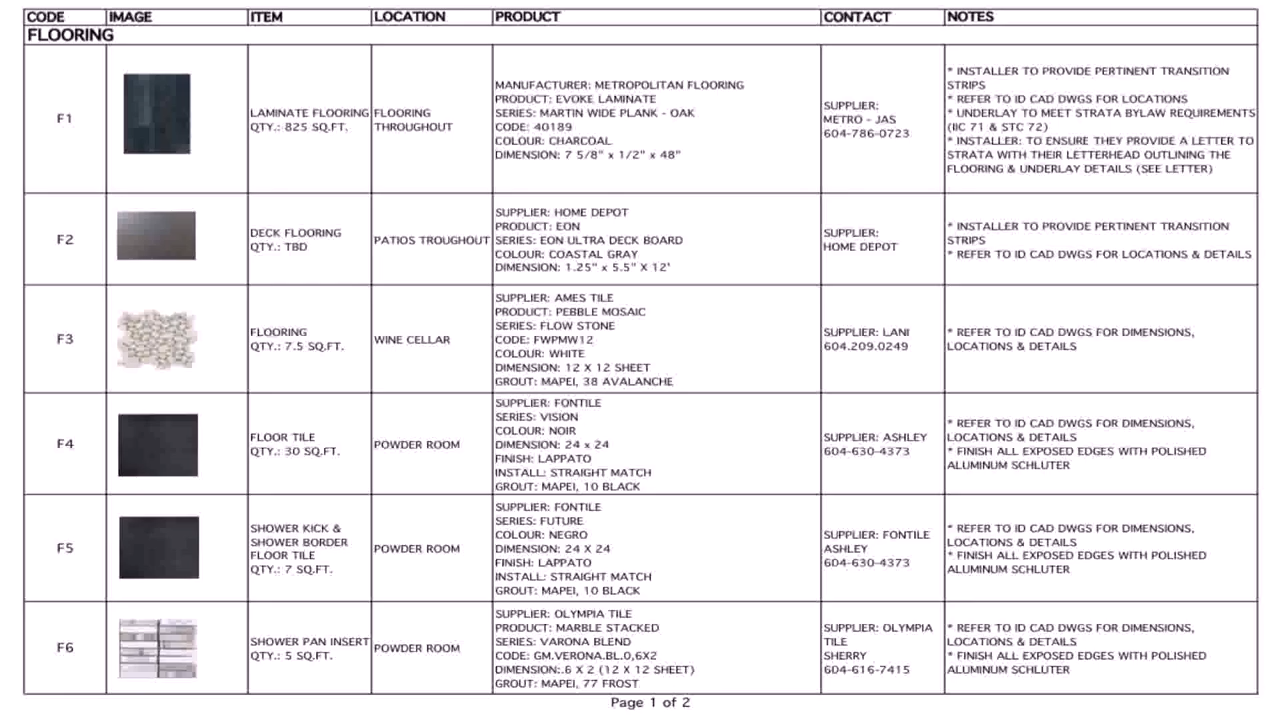 CODE IMAGE ITEM LOCATION PRODUCT CONTACT NOTES
FLOORING
F1
LAMINATE FLOORING
QTY.: 825 SQ.FT.
FLOORING
THROUGHOUT
MANUFACTURER: METROPOLITAN FLOORING
PRODUCT: EVOKE LAMINATE
SERIES: MARTIN WIDE PLANK - OAK
CODE: 40189
COLOUR: CHARCOAL
DIMENSION: 7 5/8" x 1/2" x 48"
SUPPLIER:
METRO - JAS
604-786-0723
* INSTALLER TO PROVIDE PERTINENT TRANSITION
STRIPS
* REFER TO ID CAD DWGS FOR LOCATIONS
* UNDERLAY TO MEET STRATA BYLAW REQUIREMENTS
(IIC 71 & STC 72)
* INSTALLER: TO ENSURE THEY PROVIDE A LETTER TO
STRATA WITH THEIR LETTERHEAD OUTLINING THE
FLOORING & UNDERLAY DETAILS (SEE LETTER)
F2
DECK FLOORING
QTY.: TBD
PATIOS TROUGHOUT
SUPPLIER: HOME DEPOT
PRODUCT: EON
SERIES: EON ULTRA DECK BOARD
COLOUR: COASTAL GRAY
DIMENSION: 1.25" x 5.5" X 12'
SUPPLIER:
HOME DEPOT
* INSTALLER TO PROVIDE PERTINENT TRANSITION
STRIPS
* REFER TO ID CAD DWGS FOR LOCATIONS & DETAILS
F3
FLOORING
QTY.: 7.5 SQ.FT.
WINE CELLAR
SUPPLIER: AMES TILE
PRODUCT: PEBBLE MOSAIC
SERIES: FLOW STONE
CODE: FWPMW12
COLOUR: WHITE
DIMENSION: 12 X 12 SHEET
GROUT: MAPEI, 38 AVALANCHE
SUPPLIER: LANI
604.209.0249
* REFER TO ID CAD DWGS FOR DIMENSIONS,
LOCATIONS & DETAILS
F4
FLOOR TILE
QTY.: 30 SQ.FT.
POWDER ROOM
SUPPLIER: FONTILE
SERIES: VISION
COLOUR: NOIR
DIMENSION: 24 x 24
FINISH: LAPPATO
INSTALL: STRAIGHT MATCH
GROUT: MAPEI, 10 BLACK
SUPPLIER: ASHLEY
604-630-4373
* REFER TO ID CAD DWGS FOR DIMENSIONS,
LOCATIONS & DETAILS
* FINISH ALL EXPOSED EDGES WITH POLISHED
ALUMINUM SCHLUTER
F5
SHOWER KICK &
SHOWER BORDER
FLOOR TILE
QTY.: 7 SQ.FT.
POWDER ROOM
SUPPLIER: FONTILE
SERIES: FUTURE
COLOUR: NEGRO
DIMENSION: 24 X 24
FINISH: LAPPATO
INSTALL: STRAIGHT MATCH
GROUT: MAPEI, 10 BLACK
SUPPLIER: FONTILE
ASHLEY
604-630-4373
* REFER TO ID CAD DWGS FOR DIMENSIONS,
LOCATIONS & DETAILS
* FINISH ALL EXPOSED EDGES WITH POLISHED
ALUMINUM SCHLUTER
F6
SHOWER PAN INSERT
QTY.: 5 SQ.FT.
POWDER ROOM
SUPPLIER: OLYMPIA TILE
PRODUCT: MARBLE STACKED
SERIES: VARONA BLEND
CODE: GM.VERONA.BL.0,6X2
DIMENSION:.6 X 2 (12 X 12 SHEET)
GROUT: MAPEI, 77 FROST
SUPPLIER: OLYMPIA
TILE
SHERRY
604-616-7415
* REFER TO ID CAD DWGS FOR DIMENSIONS,
LOCATIONS & DETAILS
* FINISH ALL EXPOSED EDGES WITH POLISHED
ALUMINUM SCHLUTER
Page 1 of 2